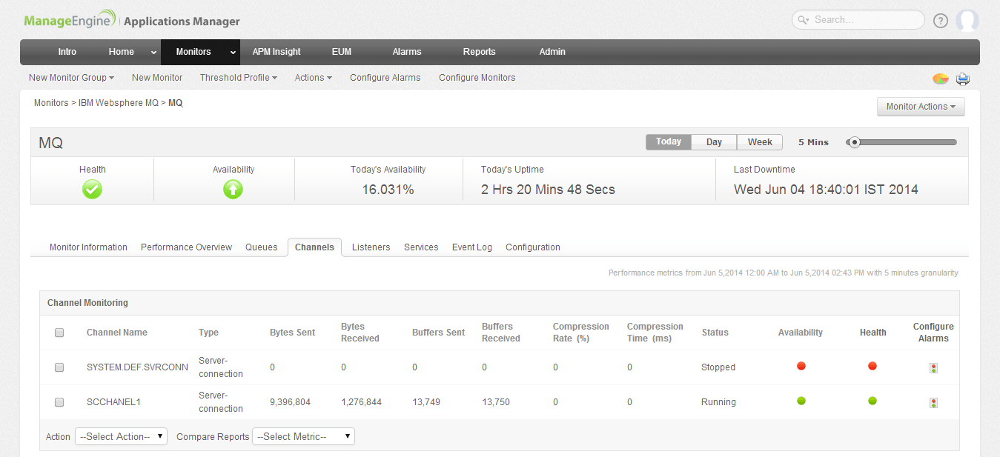 ManageEngine Applications Manager
Search...
?
Intro Home Monitors APM Insight EUM Alarms Reports Admin
New Monitor Group New Monitor Threshold Profile Actions Configure Alarms Configure Monitors
Monitors > IBM Websphere MQ > MQ
Monitor Actions
MQ
Today Day Week 5 Mins
Health Availability Today's Availability Today's Uptime Last Downtime
16.031% 2 Hrs 20 Mins 48 Secs Wed Jun 04 18:40:01 IST 2014
Monitor Information Performance Overview Queues Channels Listeners Services Event Log Configuration
Performance metrics from Jun 5,2014 12:00 AM to Jun 5,2014 02:43 PM with 5 minutes granularity
Channel Monitoring
Channel Name Type Bytes Sent Bytes Received Buffers Sent Buffers Received Compression Rate (%) Compression Time (ms) Status Availability Health Configure Alarms
SYSTEM.DEF.SVRCONN Server-connection 0 0 0 0 0 0 Stopped
SCCHANEL1 Server-connection 9,396,804 1,276,844 13,749 13,750 0 0 Running
Action --Select Action-- Compare Reports --Select Metric--